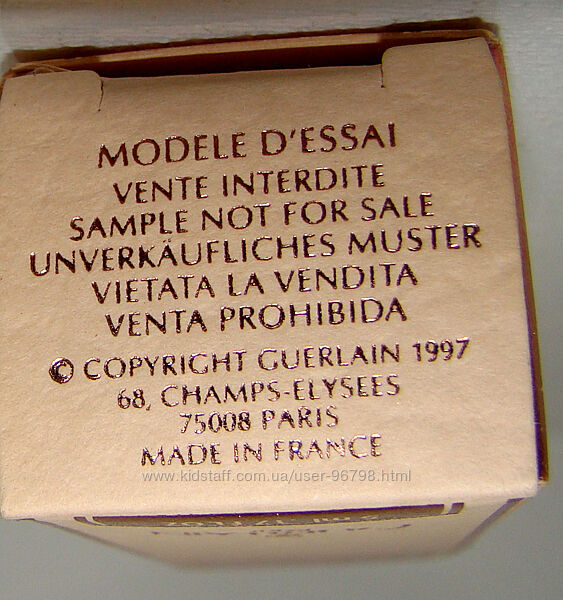 MODELE D'ESSAI
VENTE INTERDITE
SAMPLE NOT FOR SALE
UNVERKÄUFLICHES MUSTER
VIETATA LA VENDITA
VENTA PROHIBIDA
© COPYRIGHT GUERLAIN 1997
68, CHAMPS-ELYSEES
75008 PARIS
MADE IN FRANCE
www.kidstaff.com.ua/user-96798.html